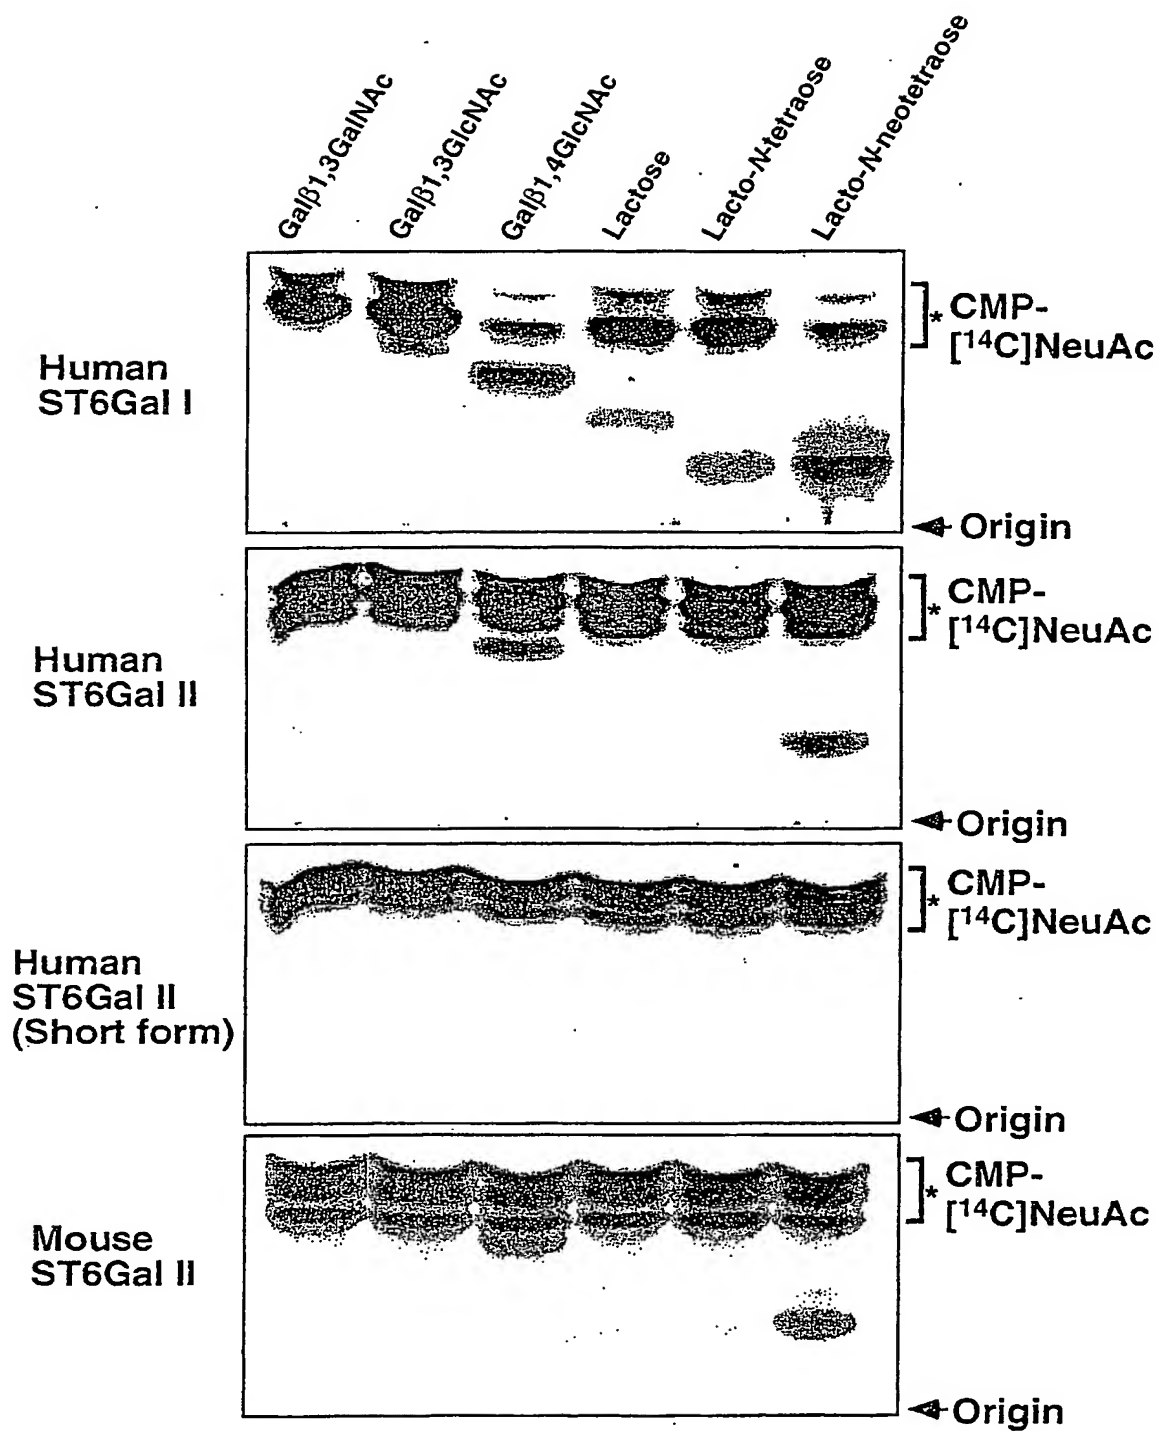 Galβ1,3GalNAc
Galβ1,3GlcNAc
Galβ1,4GlcNAc
Lactose
Lacto-N-tetraose
Lacto-N-neotetraose
Human
ST6Gal I
* CMP-
[14C]NeuAc
Origin
Human
ST6Gal II
* CMP-
[14C]NeuAc
Origin
Human
ST6Gal II
(Short form)
* CMP-
[14C]NeuAc
Origin
Mouse
ST6Gal II
* CMP-
[14C]NeuAc
Origin